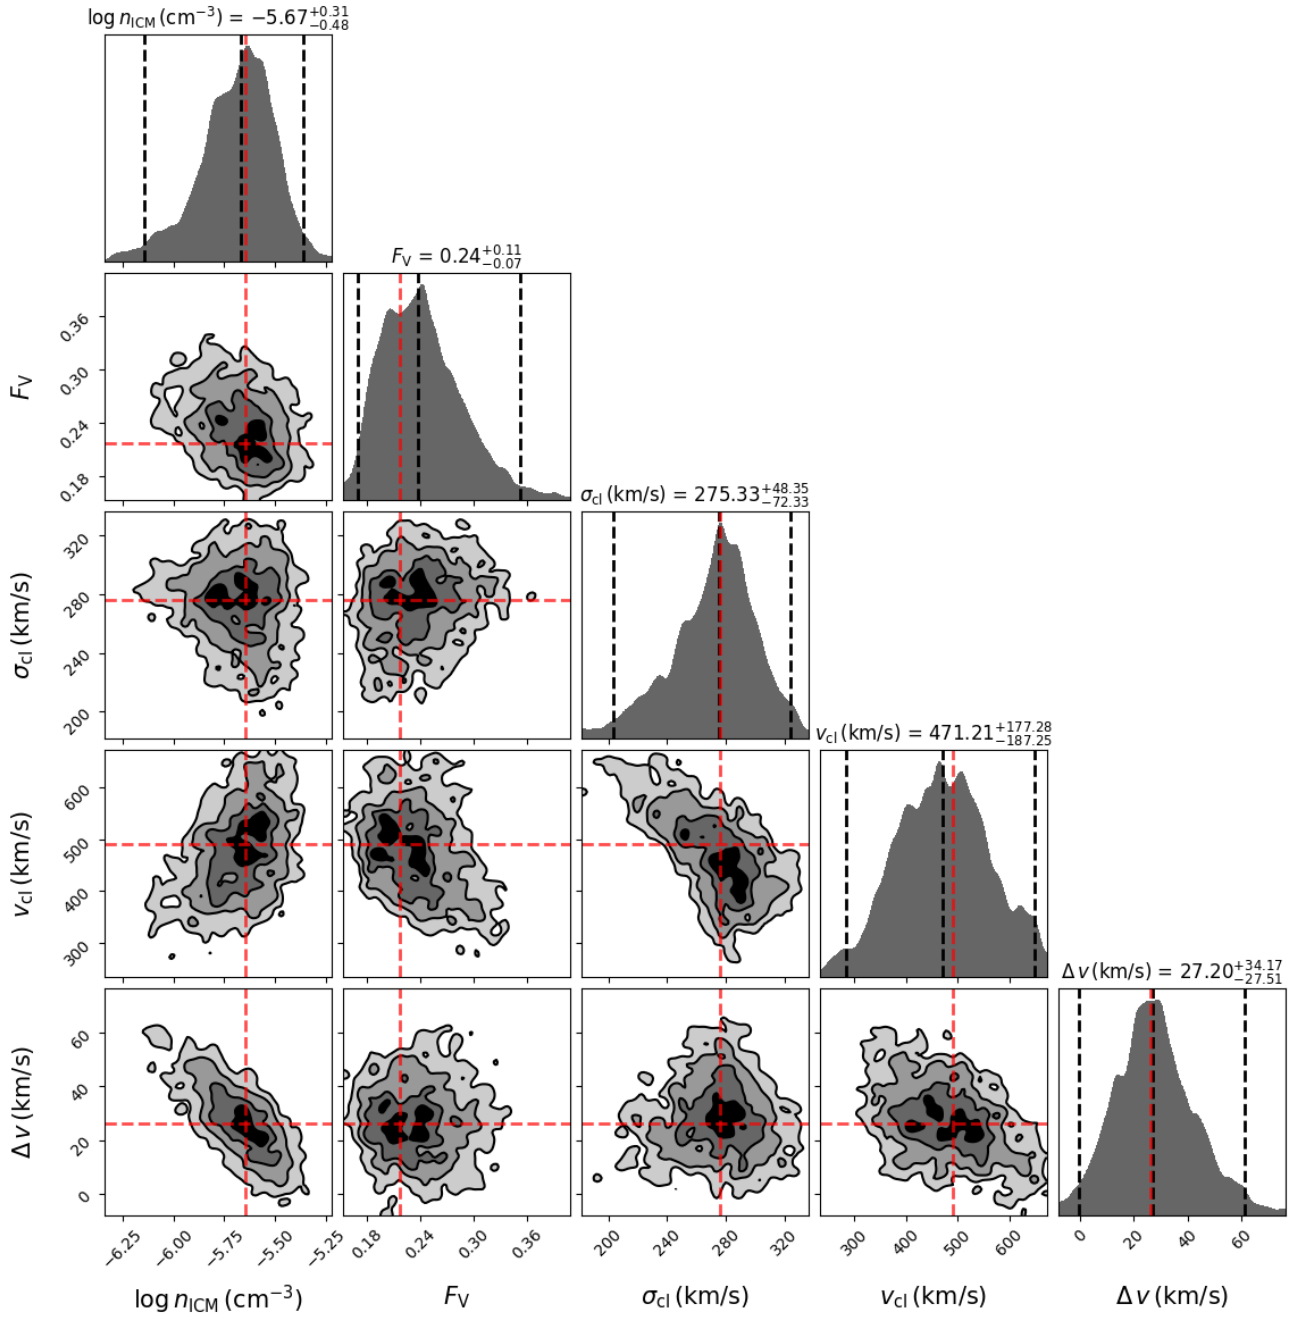 log n_ICM (cm⁻³) = −5.67 +0.31 −0.48
F_V = 0.24 +0.11 −0.07
0.36
0.30
0.24
0.18
F_V
σ_cl (km/s) = 275.33 +48.35 −72.33
320
280
240
200
σ_cl (km/s)
v_cl (km/s) = 471.21 +177.28 −187.25
600
500
400
300
v_cl (km/s)
Δ v (km/s) = 27.20 +34.17 −27.51
60
40
20
0
Δ v (km/s)
−6.25 −6.00 −5.75 −5.50 −5.25
0.18 0.24 0.30 0.36
200 240 280 320
300 400 500 600
0 20 40 60
log n_ICM (cm⁻³)
F_V
σ_cl (km/s)
v_cl (km/s)
Δ v (km/s)